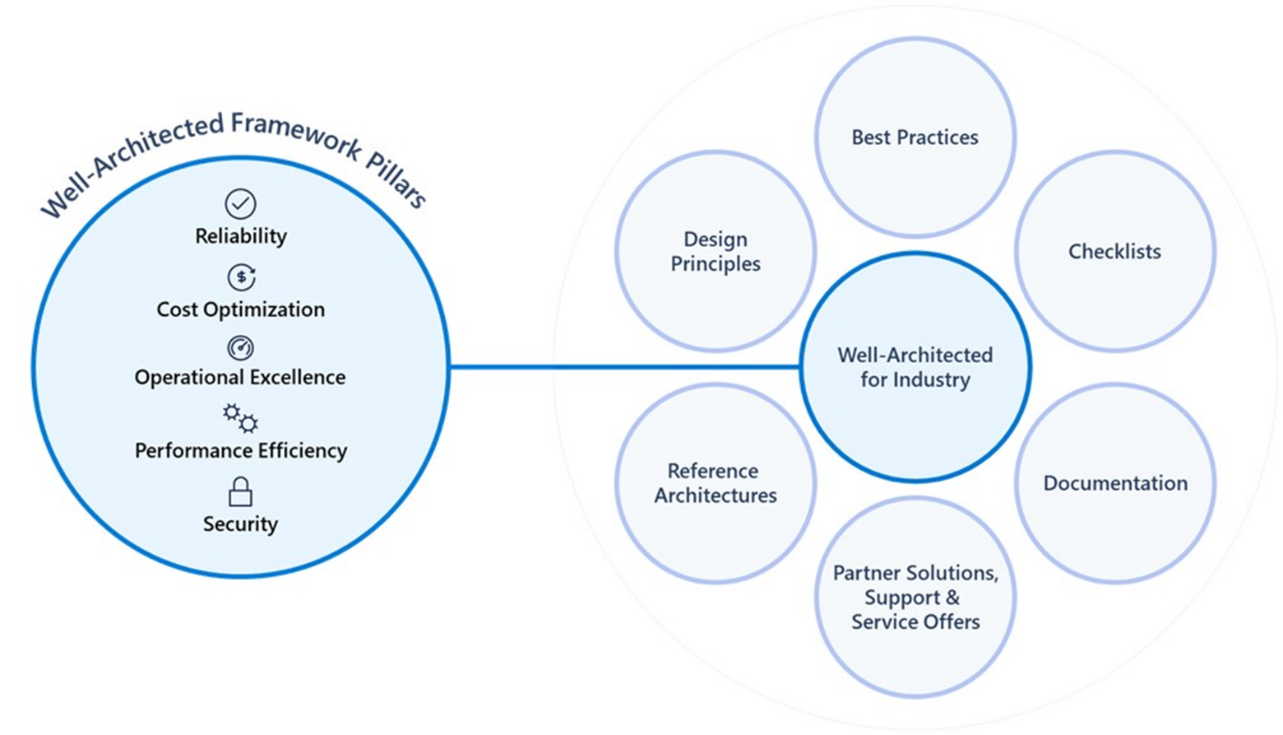 Well-Architected Framework Pillars
Reliability
$
Cost Optimization
Operational Excellence
Performance Efficiency
Security
Best Practices
Design
Principles
Checklists
Well-Architected
for Industry
Reference
Architectures
Documentation
Partner Solutions,
Support &
Service Offers